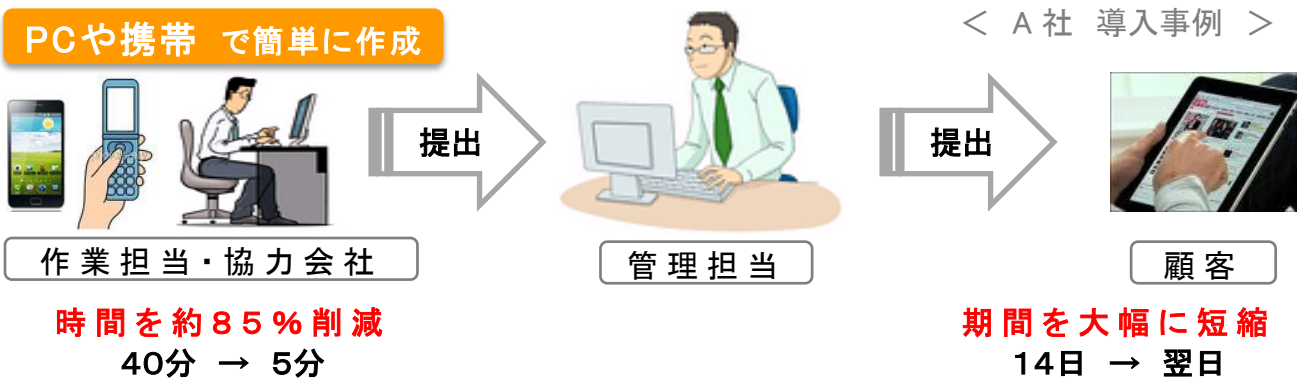 PCや携帯 で簡単に作成
＜ A社 導入事例 ＞
提出
提出
作業担当・協力会社
管理担当
顧客
時間を約85%削減
40分 → 5分
期間を大幅に短縮
14日 → 翌日